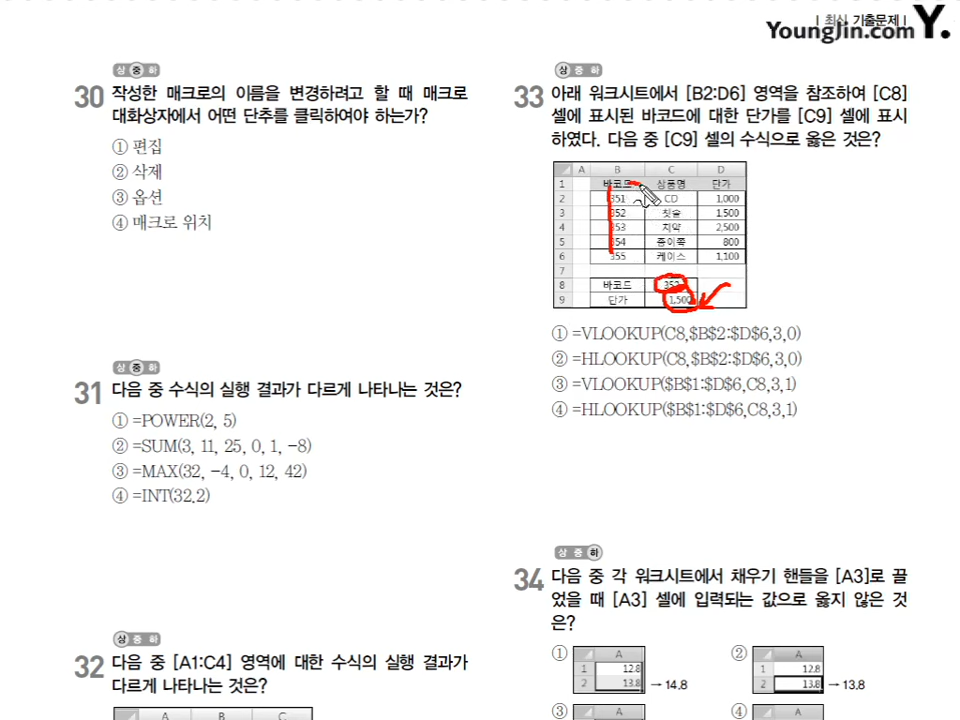 | 최신 기출문제 |
YoungJin.com Y.
상 중 하
30 작성한 매크로의 이름을 변경하려고 할 때 매크로
대화상자에서 어떤 단추를 클릭하여야 하는가?
① 편집
② 삭제
③ 옵션
④ 매크로 위치
상 중 하
31 다음 중 수식의 실행 결과가 다르게 나타나는 것은?
① =POWER(2, 5)
② =SUM(3, 11, 25, 0, 1, -8)
③ =MAX(32, -4, 0, 12, 42)
④ =INT(32.2)
상 중 하
32 다음 중 [A1:C4] 영역에 대한 수식의 실행 결과가
다르게 나타나는 것은?
A B C
상 중 하
33 아래 워크시트에서 [B2:D6] 영역을 참조하여 [C8]
셀에 표시된 바코드에 대한 단가를 [C9] 셀에 표시
하였다. 다음 중 [C9] 셀의 수식으로 옳은 것은?
A B C D
1 바코드 상품명 단가
2 351 CD 1,000
3 352 칫솔 1,500
4 353 치약 2,500
5 354 종이쪽 800
6 355 케이스 1,100
7
8 바코드 352
9 단가 1,500
① =VLOOKUP(C8,$B$2:$D$6,3,0)
② =HLOOKUP(C8,$B$2:$D$6,3,0)
③ =VLOOKUP($B$1:$D$6,C8,3,1)
④ =HLOOKUP($B$1:$D$6,C8,3,1)
상 중 하
34 다음 중 각 워크시트에서 채우기 핸들을 [A3]로 끌
었을 때 [A3] 셀에 입력되는 값으로 옳지 않은 것
은?
① A ② A
1 12.8 1 12.8
2 13.8 → 14.8 2 13.8 → 13.8
③ A ④ A